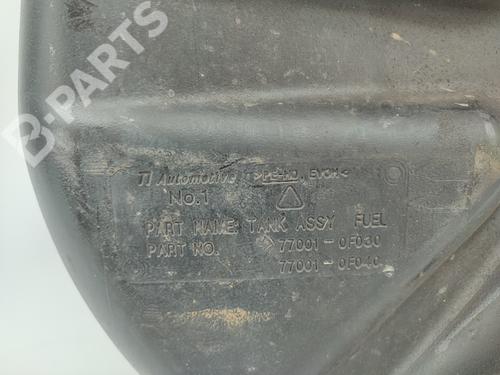 B-PARTS
TI Automotive >PE-HD, EVOH<
No.1
PART NAME: TANK ASSY FUEL
PART NO. 77001-0F030
77001-0F040
B-PARTS